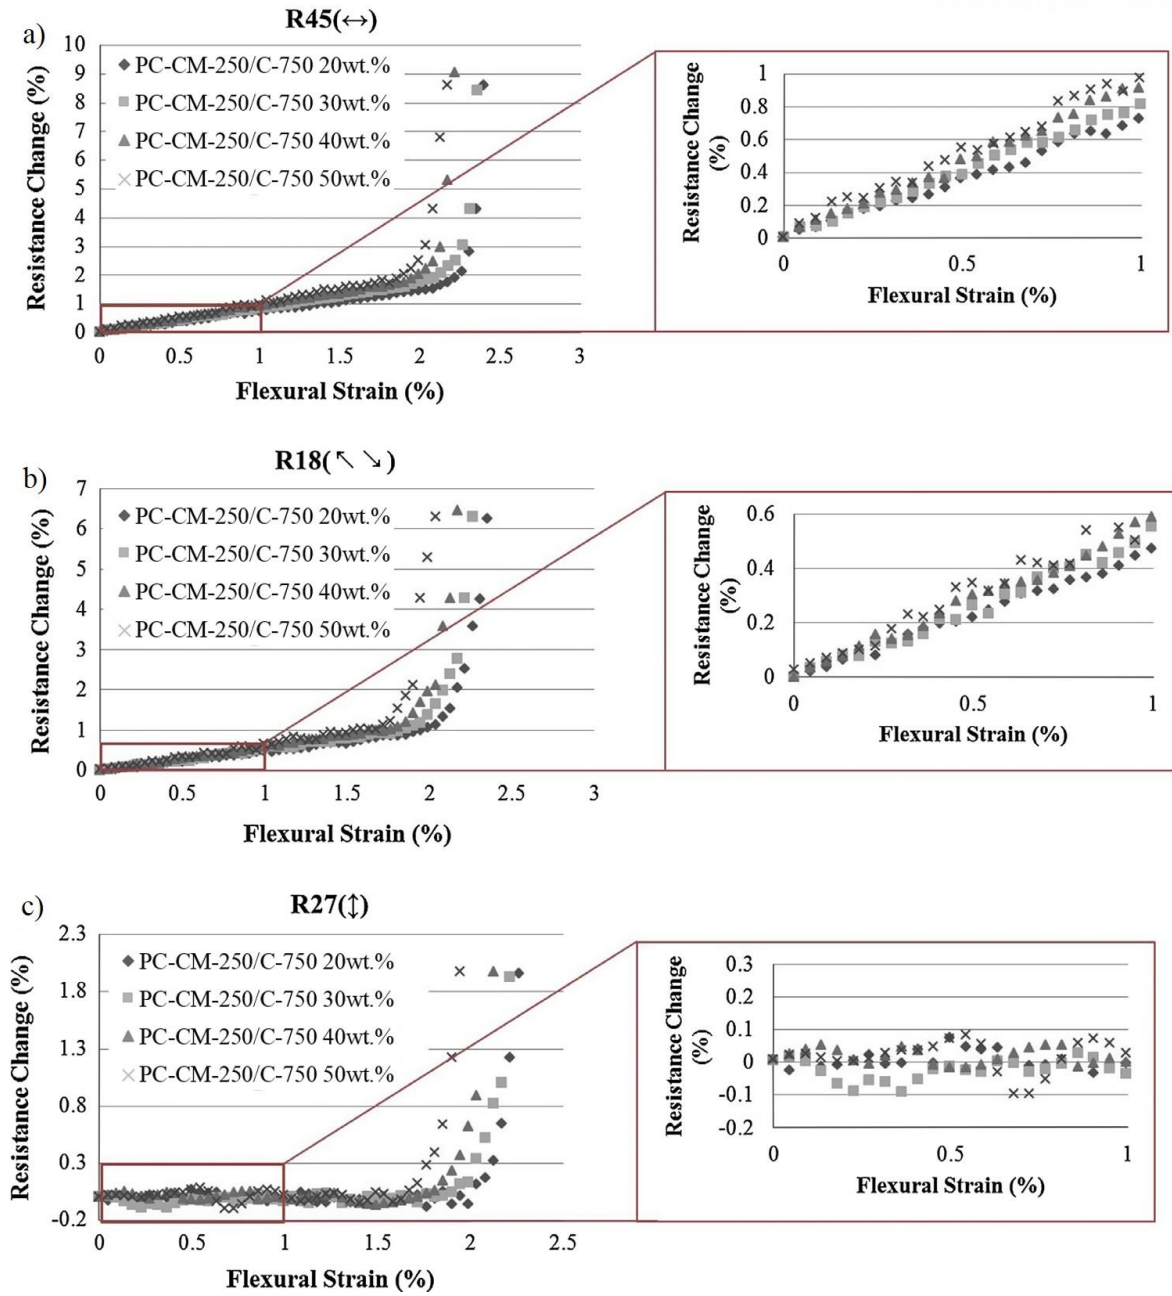 a)
R45(↔)
Resistance Change (%)
10
9
8
7
6
5
4
3
2
1
0
PC-CM-250/C-750 20wt.%
PC-CM-250/C-750 30wt.%
PC-CM-250/C-750 40wt.%
PC-CM-250/C-750 50wt.%
0 0.5 1 1.5 2 2.5 3
Flexural Strain (%)
Resistance Change
(%)
1
0.8
0.6
0.4
0.2
0
0 0.5 1
Flexural Strain (%)
b)
R18(↖ ↘)
Resistance Change (%)
7
6
5
4
3
2
1
0
PC-CM-250/C-750 20wt.%
PC-CM-250/C-750 30wt.%
PC-CM-250/C-750 40wt.%
PC-CM-250/C-750 50wt.%
0 0.5 1 1.5 2 2.5 3
Flexural Strain (%)
Resistance Change
(%)
0.6
0.4
0.2
0
0 0.5 1
Flexural Strain (%)
c)
R27(↕)
Resistance Change (%)
2.3
1.8
1.3
0.8
0.3
-0.2
PC-CM-250/C-750 20wt.%
PC-CM-250/C-750 30wt.%
PC-CM-250/C-750 40wt.%
PC-CM-250/C-750 50wt.%
0 0.5 1 1.5 2 2.5
Flexural Strain (%)
Resistance Change
(%)
0.3
0.2
0.1
0
-0.1
-0.2
0 0.5 1
Flexural Strain (%)